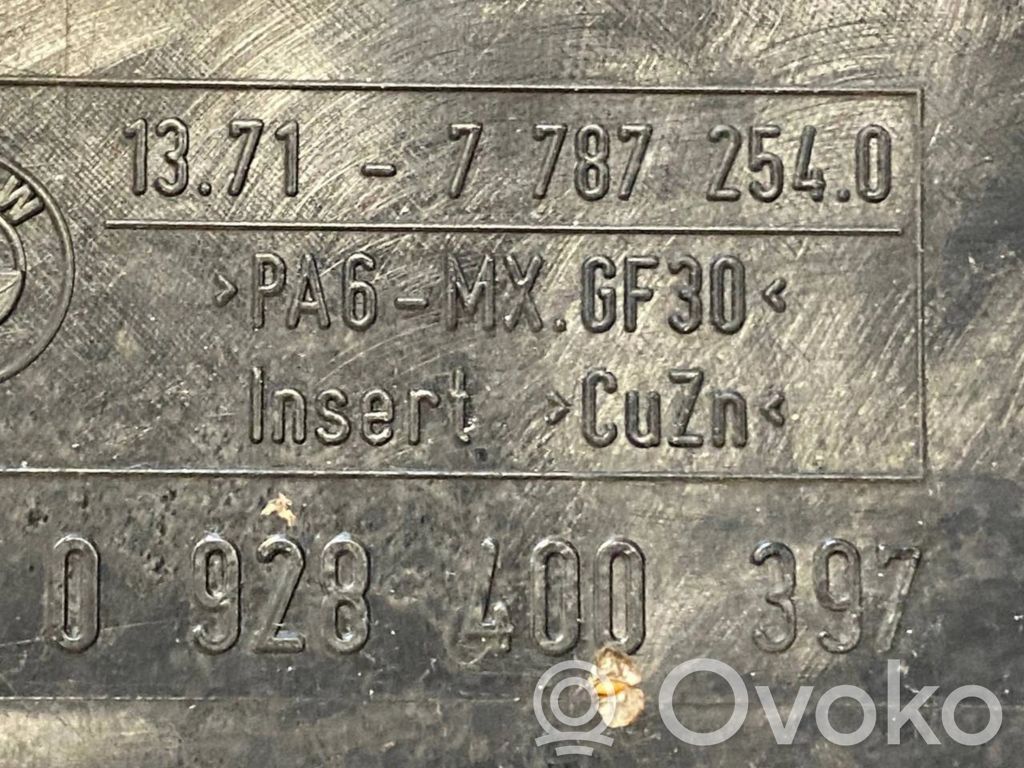 13.71 - 7 787 254.0
>PA6-MX.GF30<
Insert >CuZn<
0 928 400 397
Ovoko